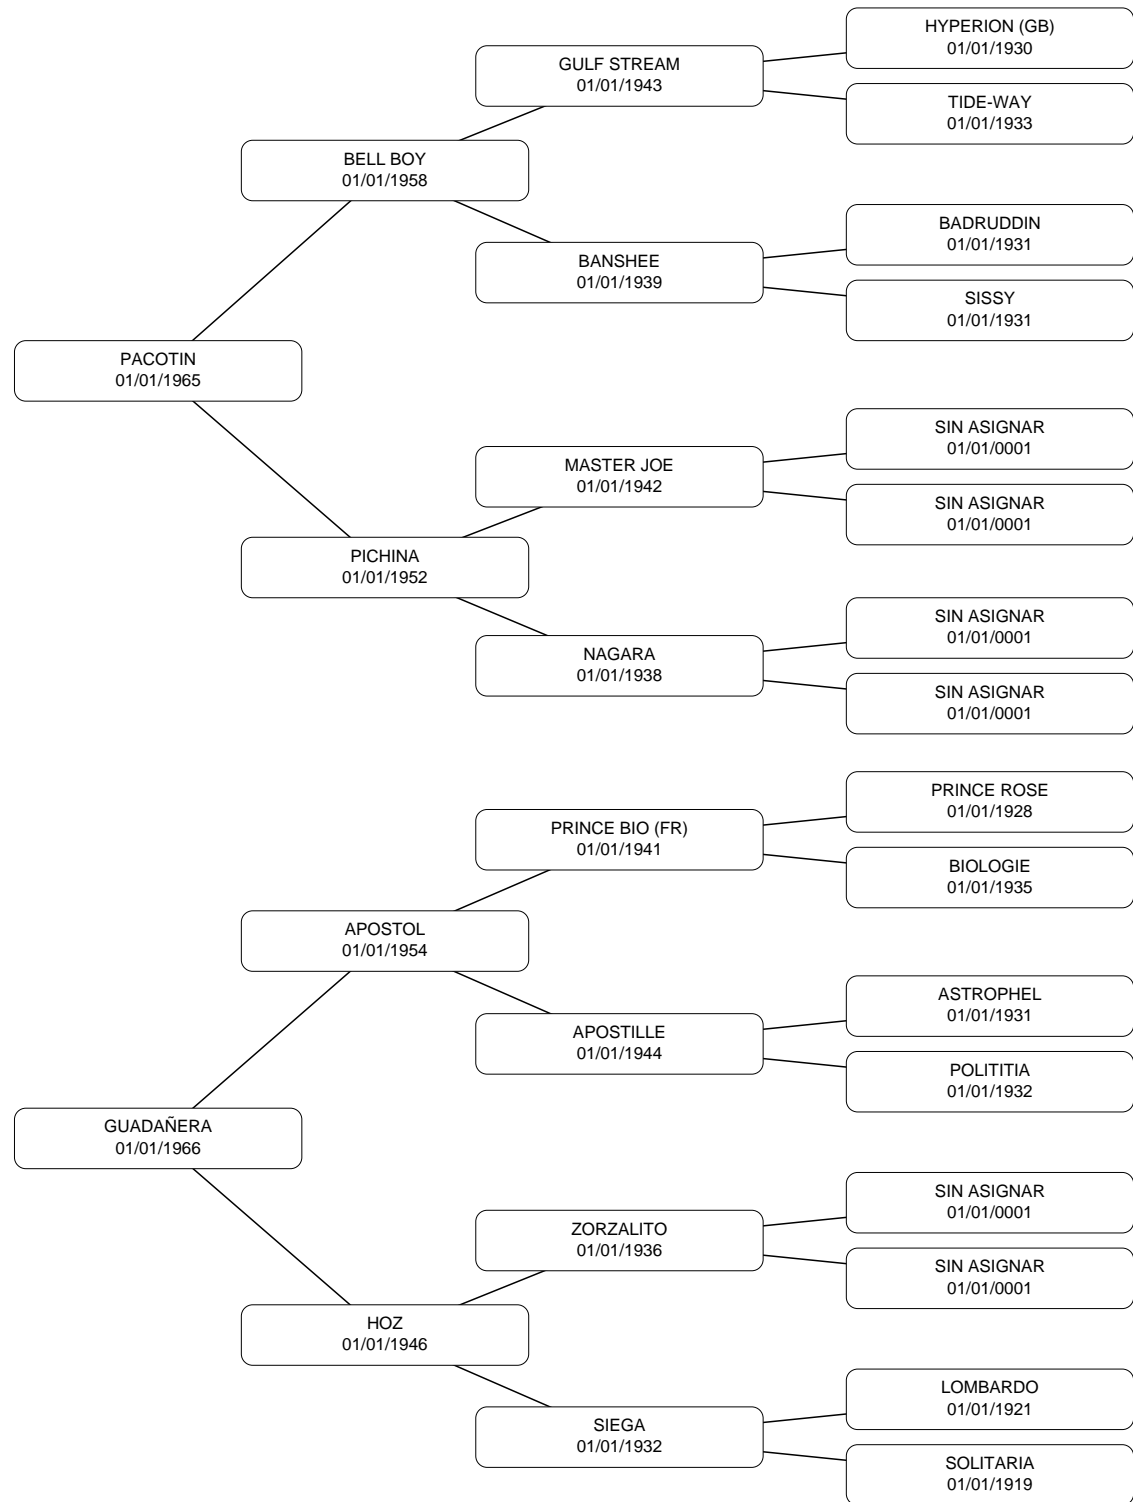 HYPERION (GB)
01/01/1930
GULF STREAM
01/01/1943
TIDE-WAY
01/01/1933
BELL BOY
01/01/1958
BADRUDDIN
01/01/1931
BANSHEE
01/01/1939
SISSY
01/01/1931
PACOTIN
01/01/1965
SIN ASIGNAR
01/01/0001
MASTER JOE
01/01/1942
SIN ASIGNAR
01/01/0001
PICHINA
01/01/1952
SIN ASIGNAR
01/01/0001
NAGARA
01/01/1938
SIN ASIGNAR
01/01/0001
PRINCE ROSE
01/01/1928
PRINCE BIO (FR)
01/01/1941
BIOLOGIE
01/01/1935
APOSTOL
01/01/1954
ASTROPHEL
01/01/1931
APOSTILLE
01/01/1944
POLITITIA
01/01/1932
GUADAÑERA
01/01/1966
SIN ASIGNAR
01/01/0001
ZORZALITO
01/01/1936
SIN ASIGNAR
01/01/0001
HOZ
01/01/1946
LOMBARDO
01/01/1921
SIEGA
01/01/1932
SOLITARIA
01/01/1919